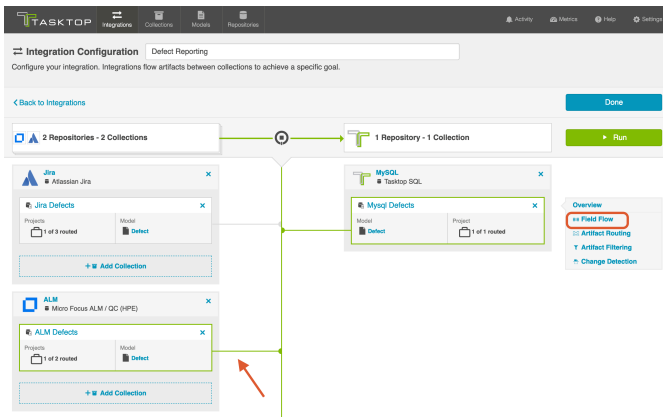 TASKTOP
Integrations
Collections
Models
Repositories
Activity
Metrics
Help
Settings
Integration Configuration
Defect Reporting
Configure your integration. Integrations flow artifacts between collections to achieve a specific goal.
Back to Integrations
Done
2 Repositories - 2 Collections
1 Repository - 1 Collection
Run
Jira
Atlassian Jira
Jira Defects
Projects
Model
1 of 3 routed
Defect
+ Add Collection
MySQL
Tasktop SQL
Mysql Defects
Model
Project
Defect
1 of 1 routed
Overview
Field Flow
Artifact Routing
Artifact Filtering
Change Detection
ALM
Micro Focus ALM / QC (HPE)
ALM Defects
Projects
Model
1 of 2 routed
Defect
+ Add Collection